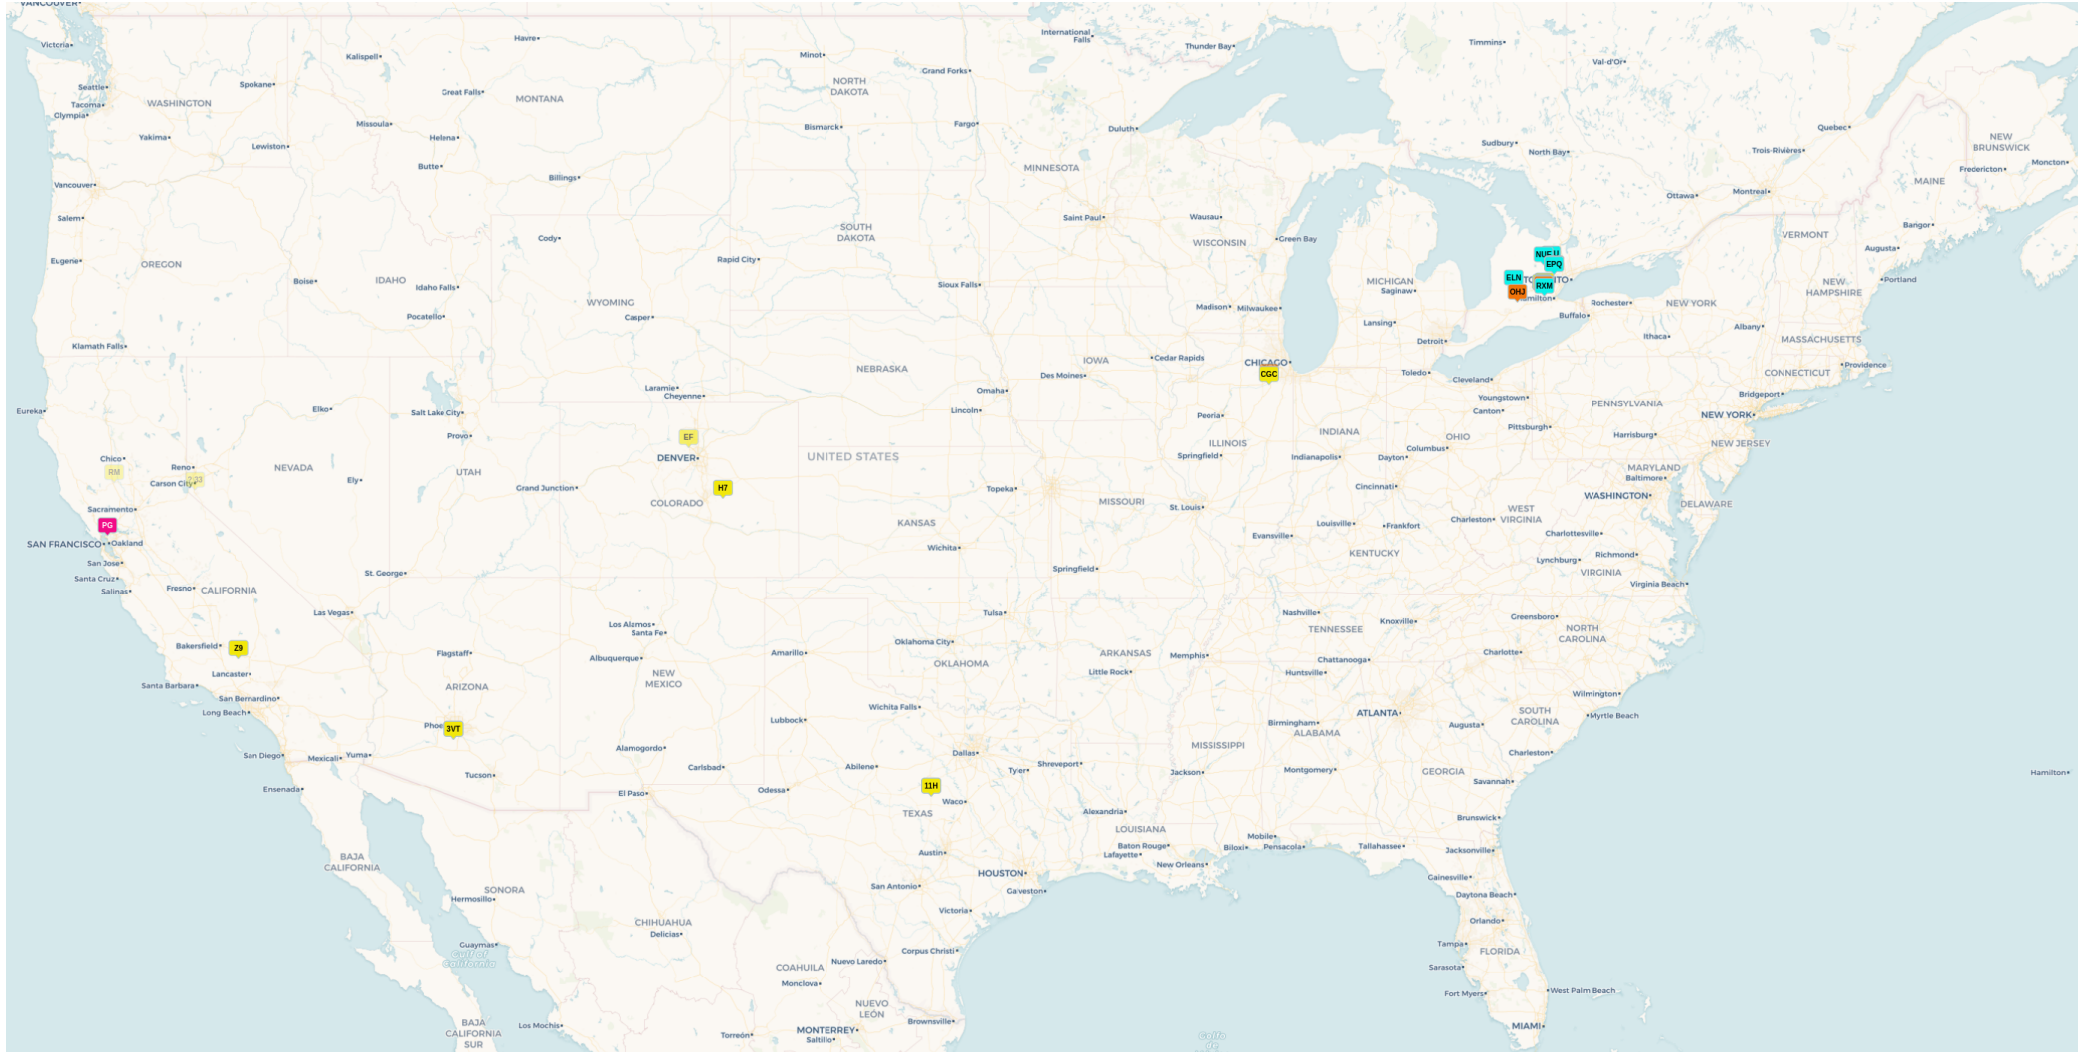 VANCOUVER
Victoria
Seattle
Tacoma
Olympia
WASHINGTON
Spokane
Yakima
Lewiston
Kalispell
Havre
Great Falls
MONTANA
Missoula
Helena
Butte
Billings
Minot
NORTH
DAKOTA
Grand Forks
Bismarck
Fargo
International
Falls
Thunder Bay
Duluth
MINNESOTA
Saint Paul
Timmins
Val-d'Or
Sudbury
North Bay
Quebec
Trois-Rivières
Ottawa
Montreal
NEW
BRUNSWICK
Moncton
Fredericton
MAINE
Bangor
Augusta
Portland
VERMONT
NEW
HAMPSHIRE
Vancouver
Salem
Eugene
OREGON
Klamath Falls
Boise
IDAHO
Idaho Falls
Pocatello
Cody
WYOMING
Casper
Laramie
Cheyenne
SOUTH
DAKOTA
Rapid City
Sioux Falls
Wausau
WISCONSIN
Green Bay
Madison
Milwaukee
MICHIGAN
Saginaw
Lansing
Detroit
NUF
EPQ
ELN
OHJ
RXM
Rochester
Buffalo
NEW YORK
Ithaca
Albany
MASSACHUSETTS
Providence
CONNECTICUT
Bridgeport
NEW YORK
NEBRASKA
Omaha
Lincoln
IOWA
Des Moines
Cedar Rapids
CHICAGO
CGC
Peoria
ILLINOIS
Springfield
Toledo
Cleveland
Youngstown
Canton
Pittsburgh
PENNSYLVANIA
Harrisburg
NEW JERSEY
INDIANA
Indianapolis
OHIO
Columbus
Dayton
Cincinnati
MARYLAND
Baltimore
WASHINGTON
DELAWARE
Eureka
Chico
RM
Reno
Carson City
Sacramento
PG
SAN FRANCISCO
Oakland
San Jose
Santa Cruz
Salinas
Fresno
CALIFORNIA
Elko
NEVADA
Ely
Salt Lake City
Provo
UTAH
St. George
Las Vegas
EF
DENVER
H7
Grand Junction
COLORADO
UNITED STATES
Topeka
KANSAS
Wichita
MISSOURI
St. Louis
Springfield
Louisville
Frankfort
Evansville
KENTUCKY
Charleston
WEST
VIRGINIA
Charlottesville
Lynchburg
Richmond
VIRGINIA
Virginia Beach
Bakersfield
Z9
Lancaster
Santa Barbara
San Bernardino
Long Beach
San Diego
Mexicali
Yuma
Ensenada
Flagstaff
ARIZONA
3VT
Tucson
Los Alamos
Santa Fe
Albuquerque
NEW
MEXICO
Alamogordo
Carlsbad
El Paso
Amarillo
Lubbock
Odessa
Abilene
Wichita Falls
Tulsa
Oklahoma City
OKLAHOMA
Dallas
Tyler
11H
Waco
TEXAS
Austin
San Antonio
HOUSTON
Galveston
Victoria
Corpus Christi
Brownsville
ARKANSAS
Little Rock
Memphis
Nashville
TENNESSEE
Knoxville
Chattanooga
Huntsville
Greensboro
NORTH
CAROLINA
Charlotte
Wilmington
SOUTH
CAROLINA
Myrtle Beach
Charleston
ATLANTA
Augusta
GEORGIA
Savannah
Brunswick
Birmingham
ALABAMA
Montgomery
MISSISSIPPI
Jackson
Shreveport
Alexandria
LOUISIANA
Baton Rouge
Lafayette
New Orleans
Mobile
Biloxi
Pensacola
Tallahassee
Jacksonville
Gainesville
Daytona Beach
Orlando
Tampa
FLORIDA
Sarasota
Fort Myers
West Palm Beach
MIAMI
Hamilton
BAJA
CALIFORNIA
SONORA
Hermosillo
Guaymas
Gulf of
California
CHIHUAHUA
Delicias
COAHUILA
Monclova
Nuevo Laredo
NUEVO
LEÓN
BAJA
CALIFORNIA
SUR
Los Mochis
Torreón
MONTERREY
Saltillo
Golfo
de